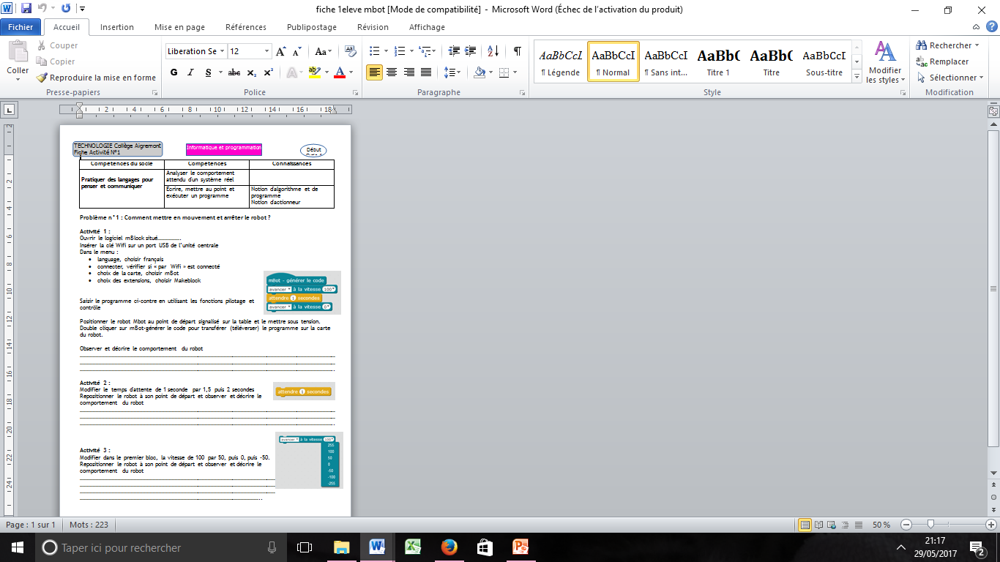 fiche 1eleve mbot [Mode de compatibilité] - Microsoft Word (Échec de l'activation du produit)
Fichier Accueil Insertion Mise en page Références Publipostage Révision Affichage
Coller
Couper
Copier
Reproduire la mise en forme
Presse-papiers
Liberation Se 12
G I S abc x₂ x²
Police
Paragraphe
AaBbCcI AaBbCcI AaBbCcI AaBbC AaBbC AaBbCcI
¶ Légende ¶ Normal ¶ Sans int... Titre 1 Titre Sous-titre
Style
Modifier
les styles
Rechercher
Remplacer
Sélectionner
Modification
2 4 6 8 10 12 14 16 18
TECHNOLOGIE Collège Aigremont
Fiche Activité N°1
Informatique et programmation
Début
Compétences du socle Compétences Connaissances
Pratiquer des langages pour
penser et communiquer
Analyser le comportement
attendu d'un système réel
Ecrire, mettre au point et
exécuter un programme
Notion d'algorithme et de
programme
Notion d'actionneur
Problème n°1 : Comment mettre en mouvement et arrêter le robot ?
Activité 1 :
Ouvrir le logiciel mBlock situé...............
Insérer la clé Wifi sur un port USB de l'unité centrale
Dans le menu :
• language, choisir français
• connecter, vérifier si « par Wifi » est connecté
• choix de la carte, choisir mBot
• choix des extensions, choisir Makeblock
mBot - générer le code
avancer à la vitesse 100
attendre 1 secondes
avancer à la vitesse 0
Saisir le programme ci-contre en utilisant les fonctions pilotage et
contrôle
Positionner le robot Mbot au point de départ signalisé sur la table et le mettre sous tension.
Double cliquer sur mBot-générer le code pour transférer (téléverser) le programme sur la carte
du robot.
Observer et décrire le comportement du robot
Activité 2 :
Modifier le temps d'attente de 1 seconde par 1,5 puis 2 secondes
Repositionner le robot à son point de départ et observer et décrire le
comportement du robot
attendre 1 secondes
Activité 3 :
Modifier dans le premier bloc, la vitesse de 100 par 50, puis 0, puis -50.
Repositionner le robot à son point de départ et observer et décrire le
comportement du robot
avancer à la vitesse 100
255
100
50
0
-50
-100
-255
Page : 1 sur 1 Mots : 223 50 %
Taper ici pour rechercher
21:17
29/05/2017
2